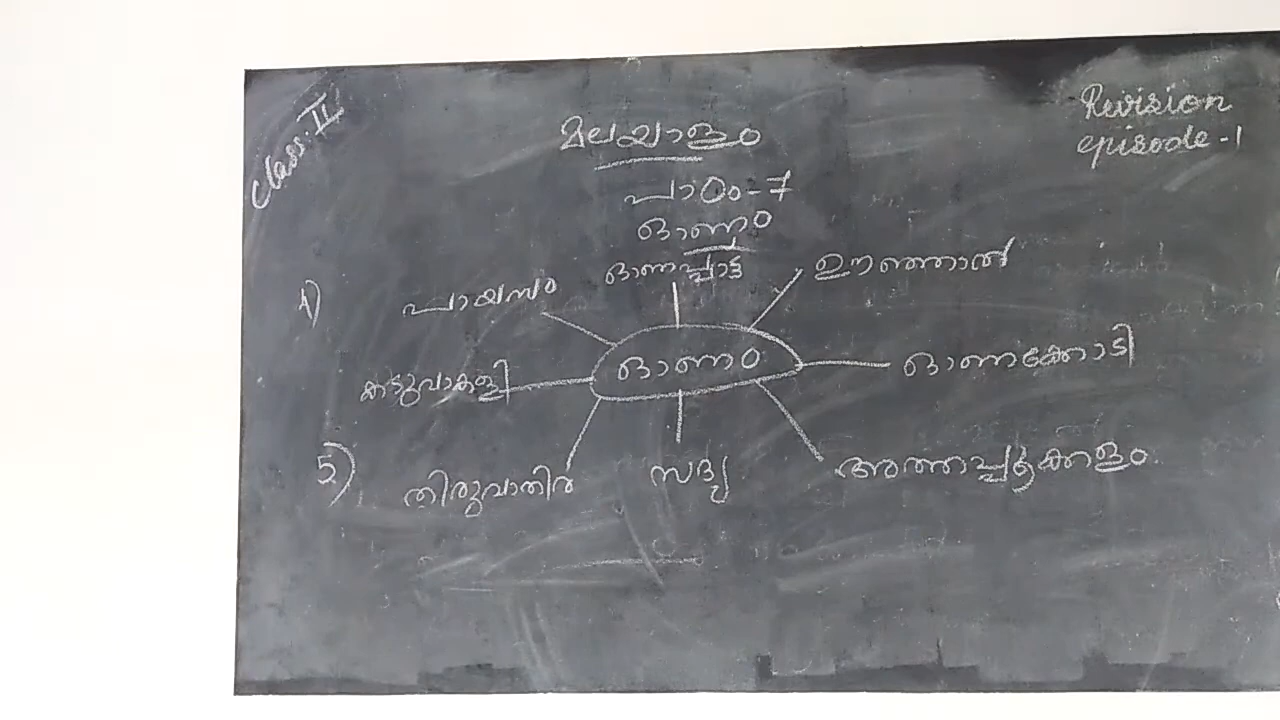 Class: II
Revision
episode-1
മലയാളം
പാഠം-7
ഓണം
1)
പായസം
ഓണപ്പാട്ട്
ഊഞ്ഞാൽ
കടുവാകളി
ഓണം
ഓണക്കോടി
5)
തിരുവാതിര
സദ്യ
അത്തപ്പൂക്കളം.